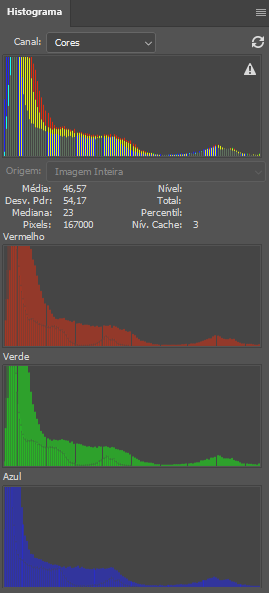 Histograma
Canal: Cores
Origem: Imagem Inteira
Média: 46,57 Nível:
Desv. Pdr: 54,17 Total:
Mediana: 23 Percentil:
Pixels: 167000 Nív. Cache: 3
Vermelho
Verde
Azul